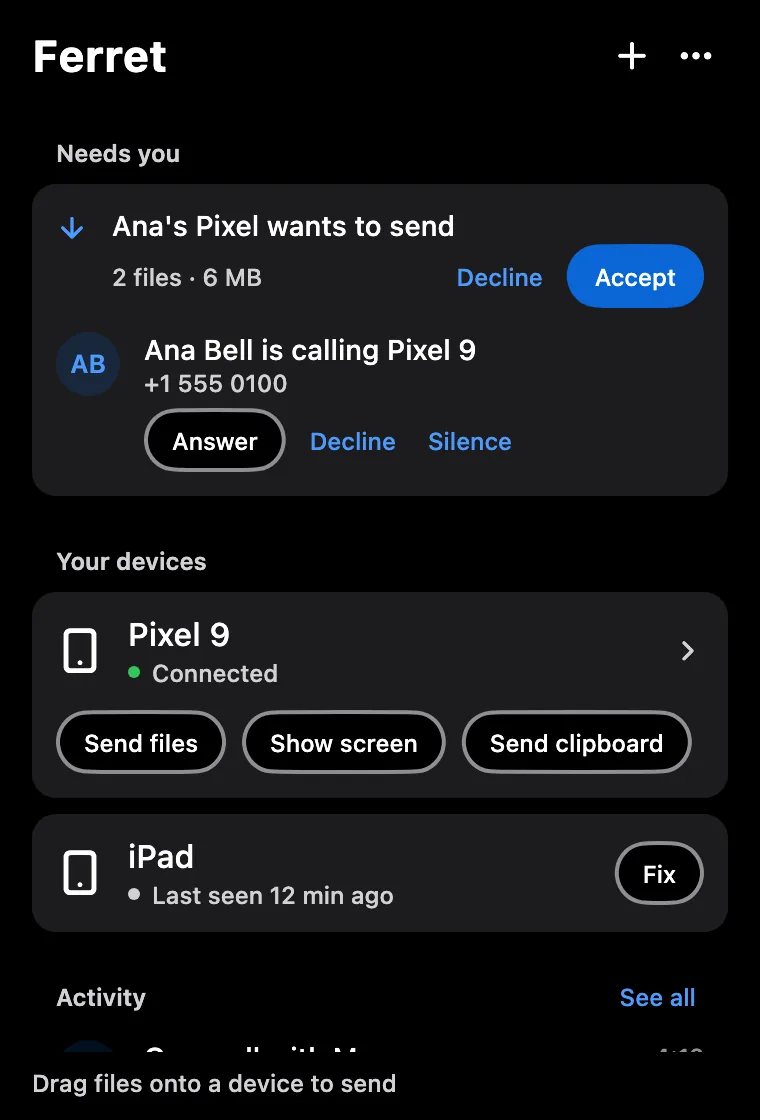 Ferret
Needs you
Ana's Pixel wants to send
2 files · 6 MB
Decline
Accept
AB
Ana Bell is calling Pixel 9
+1 555 0100
Answer
Decline
Silence
Your devices
Pixel 9
Connected
Send files
Show screen
Send clipboard
iPad
Last seen 12 min ago
Fix
Activity
See all
Drag files onto a device to send